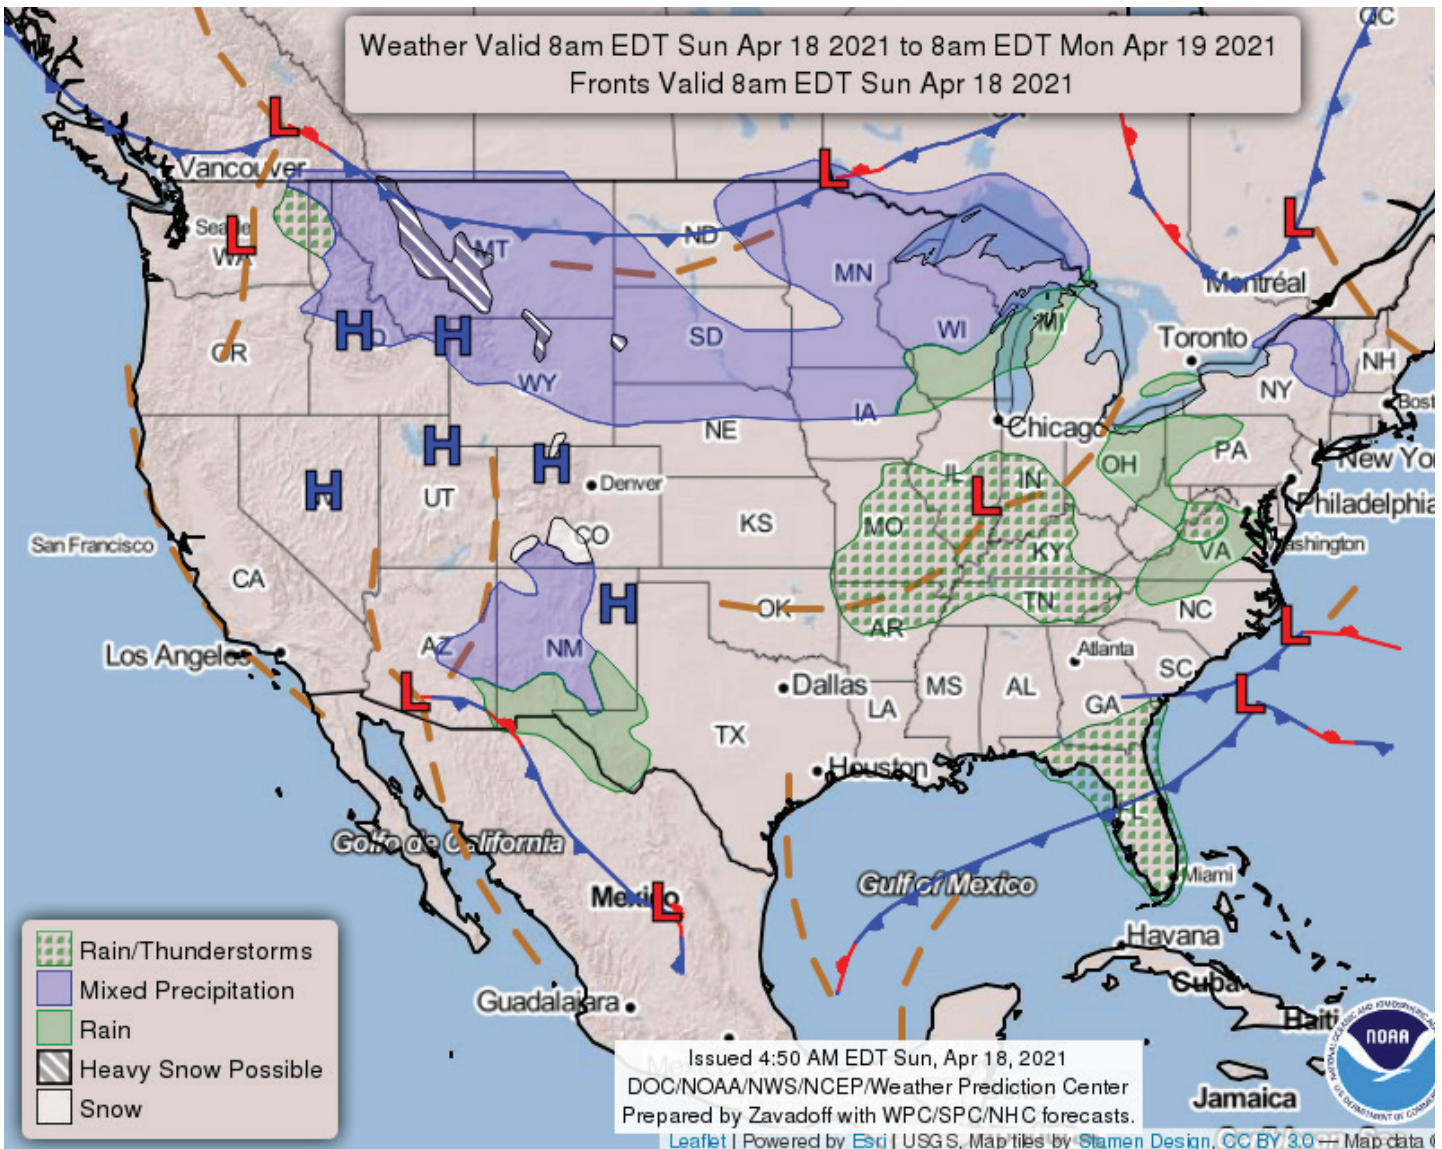 Weather Valid 8am EDT Sun Apr 18 2021 to 8am EDT Mon Apr 19 2021
Fronts Valid 8am EDT Sun Apr 18 2021
QC
L
L
Vancouver
L
L
WA
MT
ND
MN
Montréal
H
H
OR
SD
WI
MI
Toronto
NH
WY
NY
IA
NE
Chicago
H
H
H
UT
Denver
IL
IN
OH
PA
New Yor
L
Philadelphia
KS
MO
San Francisco
CO
KY
VA
ashington
CA
H
OK
TN
NC
AR
L
Los Angeles
AZ
NM
Atlanta
SC
L
Dallas
MS
AL
GA
L
LA
TX
Houston
FL
Golfo de California
Gulf of Mexico
Miami
Mexico
L
Havana
Cuba
Guadalajara
Haiti
NOAA
Jamaica
Rain/Thunderstorms
Mixed Precipitation
Rain
Heavy Snow Possible
Snow
Issued 4:50 AM EDT Sun, Apr 18, 2021
DOC/NOAA/NWS/NCEP/Weather Prediction Center
Prepared by Zavadoff with WPC/SPC/NHC forecasts.
Leaflet | Powered by Esri | USGS, Map tiles by Stamen Design, CC BY 3.0 — Map data ©